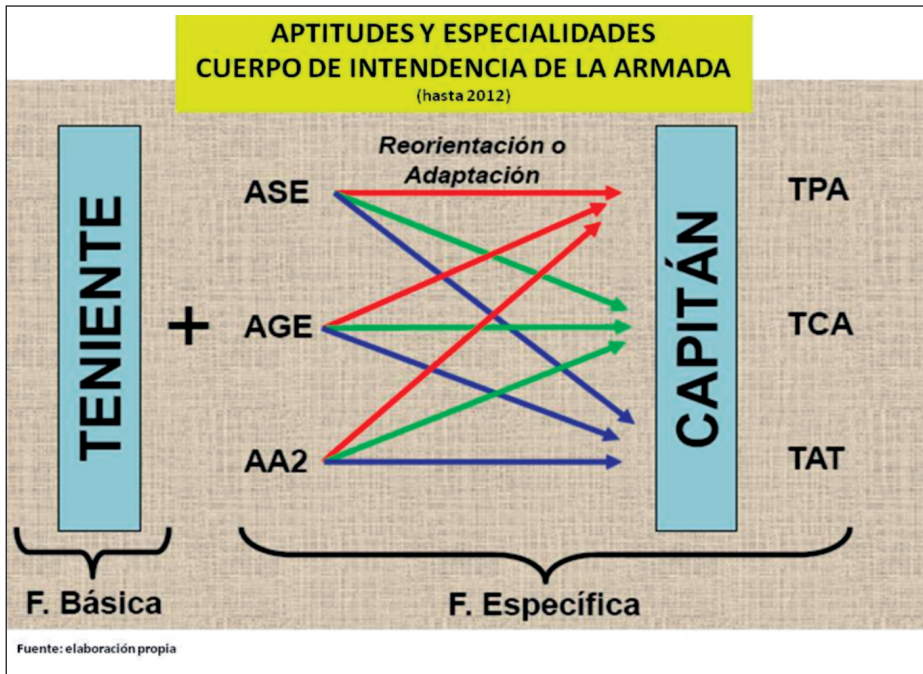 APTITUDES Y ESPECIALIDADES
CUERPO DE INTENDENCIA DE LA ARMADA
(hasta 2012)
TENIENTE
+
Reorientación o
Adaptación
ASE
AGE
AA2
CAPITÁN
TPA
TCA
TAT
F. Básica
F. Específica
Fuente: elaboración propia